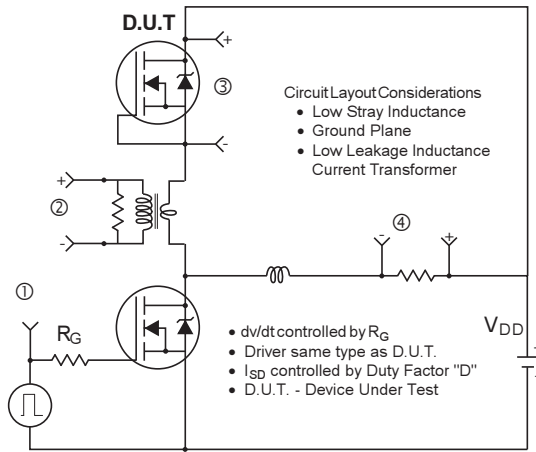 D.U.T
+
③
-
Circuit Layout Considerations
• Low Stray Inductance
• Ground Plane
• Low Leakage Inductance
Current Transformer
+
②
-
④
- +
①
RG
VDD
+
-
• dv/dt controlled by RG
• Driver same type as D.U.T.
• ISD controlled by Duty Factor "D"
• D.U.T. - Device Under Test